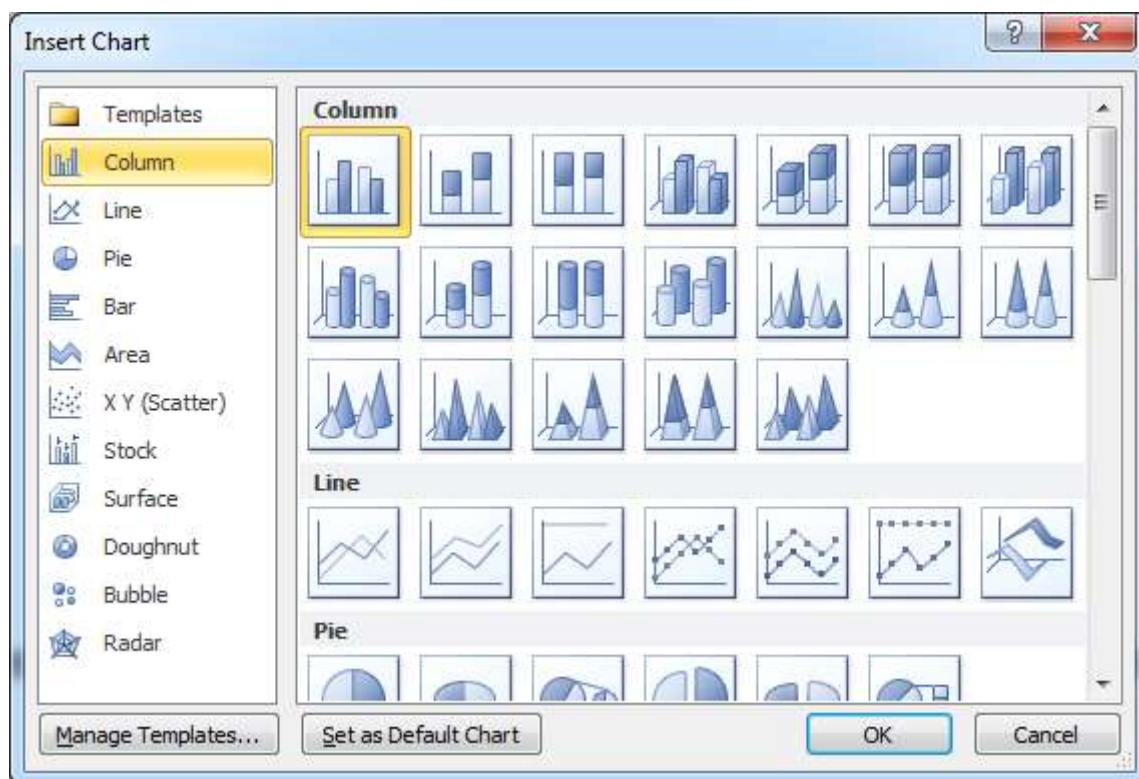 Insert Chart
Templates
Column
Line
Pie
Bar
Area
X Y (Scatter)
Stock
Surface
Doughnut
Bubble
Radar
Column
Line
Pie
Manage Templates...
Set as Default Chart
OK
Cancel